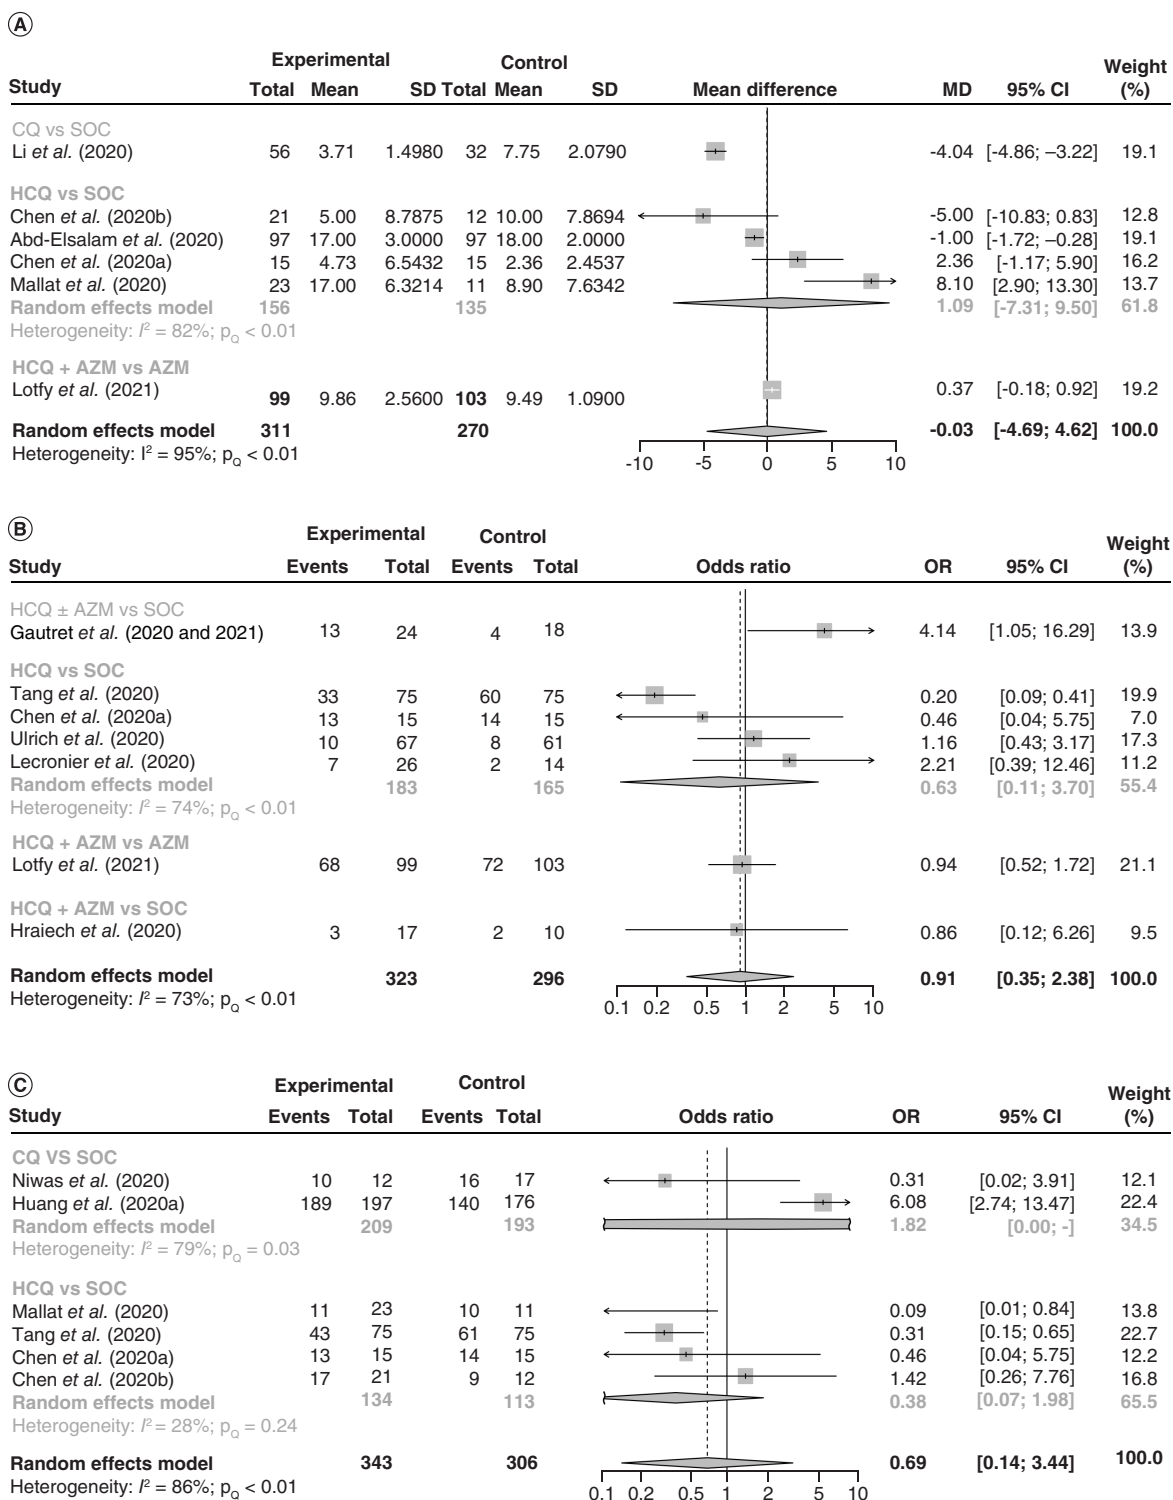 A
Experimental Control Weight
Study Total Mean SD Total Mean SD Mean difference MD 95% CI (%)
CQ vs SOC
Li et al. (2020) 56 3.71 1.4980 32 7.75 2.0790 -4.04 [-4.86; –3.22] 19.1
HCQ vs SOC
Chen et al. (2020b) 21 5.00 8.7875 12 10.00 7.8694 -5.00 [-10.83; 0.83] 12.8
Abd-Elsalam et al. (2020) 97 17.00 3.0000 97 18.00 2.0000 -1.00 [-1.72; –0.28] 19.1
Chen et al. (2020a) 15 4.73 6.5432 15 2.36 2.4537 2.36 [-1.17; 5.90] 16.2
Mallat et al. (2020) 23 17.00 6.3214 11 8.90 7.6342 8.10 [2.90; 13.30] 13.7
Random effects model 156 135 1.09 [-7.31; 9.50] 61.8
Heterogeneity: I² = 82%; pQ < 0.01
HCQ + AZM vs AZM
Lotfy et al. (2021) 99 9.86 2.5600 103 9.49 1.0900 0.37 [-0.18; 0.92] 19.2
Random effects model 311 270 -0.03 [-4.69; 4.62] 100.0
Heterogeneity: I² = 95%; pQ < 0.01
-10 -5 0 5 10
B
Experimental Control Weight
Study Events Total Events Total Odds ratio OR 95% CI (%)
HCQ ± AZM vs SOC
Gautret et al. (2020 and 2021) 13 24 4 18 4.14 [1.05; 16.29] 13.9
HCQ vs SOC
Tang et al. (2020) 33 75 60 75 0.20 [0.09; 0.41] 19.9
Chen et al. (2020a) 13 15 14 15 0.46 [0.04; 5.75] 7.0
Ulrich et al. (2020) 10 67 8 61 1.16 [0.43; 3.17] 17.3
Lecronier et al. (2020) 7 26 2 14 2.21 [0.39; 12.46] 11.2
Random effects model 183 165 0.63 [0.11; 3.70] 55.4
Heterogeneity: I² = 74%; pQ < 0.01
HCQ + AZM vs AZM
Lotfy et al. (2021) 68 99 72 103 0.94 [0.52; 1.72] 21.1
HCQ + AZM vs SOC
Hraiech et al. (2020) 3 17 2 10 0.86 [0.12; 6.26] 9.5
Random effects model 323 296 0.91 [0.35; 2.38] 100.0
Heterogeneity: I² = 73%; pQ < 0.01
0.1 0.2 0.5 1 2 5 10
C
Experimental Control Weight
Study Events Total Events Total Odds ratio OR 95% CI (%)
CQ VS SOC
Niwas et al. (2020) 10 12 16 17 0.31 [0.02; 3.91] 12.1
Huang et al. (2020a) 189 197 140 176 6.08 [2.74; 13.47] 22.4
Random effects model 209 193 1.82 [0.00; -] 34.5
Heterogeneity: I² = 79%; pQ = 0.03
HCQ vs SOC
Mallat et al. (2020) 11 23 10 11 0.09 [0.01; 0.84] 13.8
Tang et al. (2020) 43 75 61 75 0.31 [0.15; 0.65] 22.7
Chen et al. (2020a) 13 15 14 15 0.46 [0.04; 5.75] 12.2
Chen et al. (2020b) 17 21 9 12 1.42 [0.26; 7.76] 16.8
Random effects model 134 113 0.38 [0.07; 1.98] 65.5
Heterogeneity: I² = 28%; pQ = 0.24
Random effects model 343 306 0.69 [0.14; 3.44] 100.0
Heterogeneity: I² = 86%; pQ < 0.01
0.1 0.2 0.5 1 2 5 10